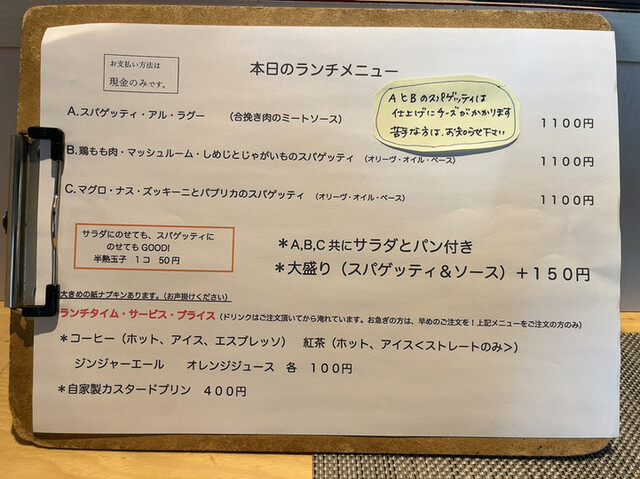 お支払い方法は
現金のみです。
本日のランチメニュー
AとBのスパゲッティは
仕上げにチーズがかかります
苦手な方は、お知らせ下さい
A.スパゲッティ・アル・ラグー （合挽き肉のミートソース） 1100円
B.鶏もも肉・マッシュルーム・しめじとじゃがいものスパゲッティ （オリーヴ・オイル・ベース） 1100円
C.マグロ・ナス・ズッキーニとパプリカのスパゲッティ （オリーヴ・オイル・ベース） 1100円
サラダにのせても、スパゲッティに
のせてもGOOD!
半熟玉子 1コ 50円
＊A,B,C 共にサラダとパン付き
＊大盛り（スパゲッティ＆ソース）＋150円
大きめの紙ナプキンあります。（お声掛けください）
ランチタイム・サービス・プライス（ドリンクはご注文頂いてから淹れています。お急ぎの方は、早めのご注文を！上記メニューをご注文の方のみ）
＊コーヒー（ホット、アイス、エスプレッソ） 紅茶（ホット、アイス＜ストレートのみ＞）
ジンジャーエール オレンジジュース 各 100円
＊自家製カスタードプリン 400円